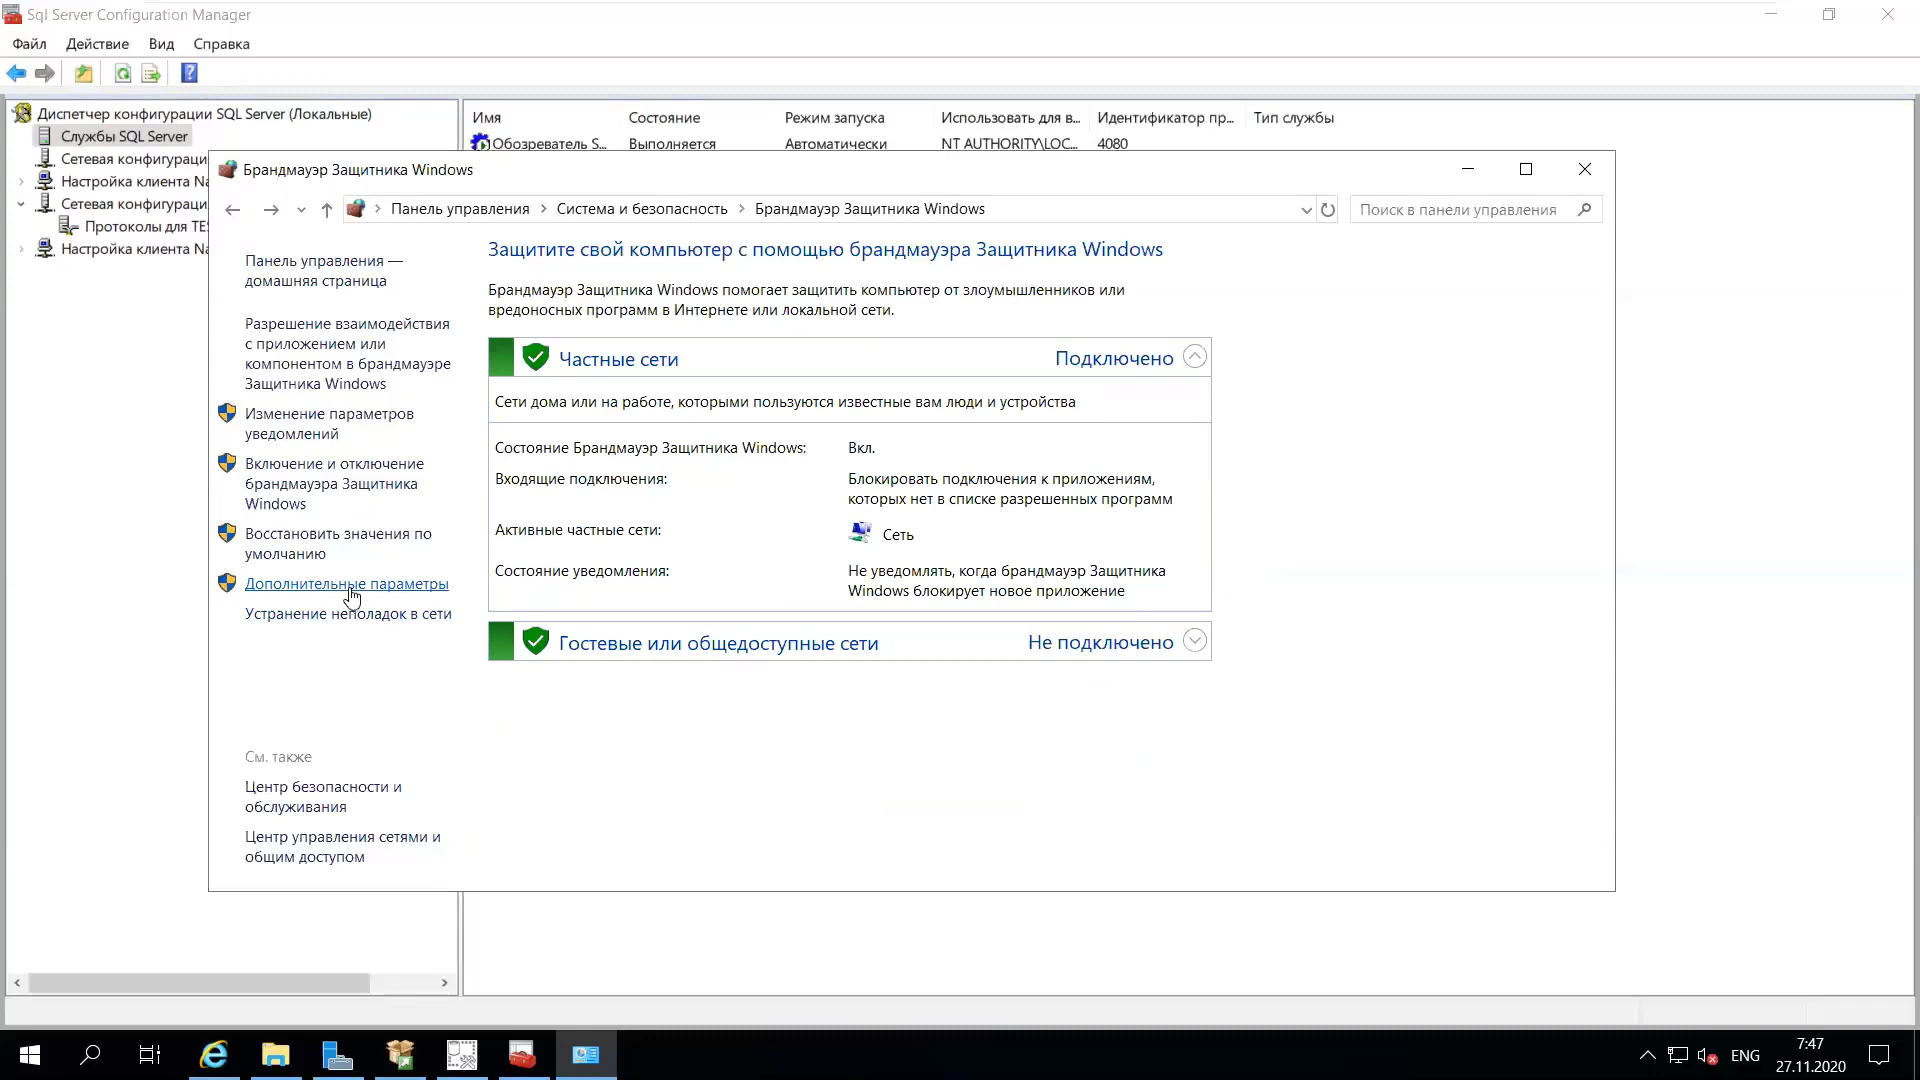 Sql Server Configuration Manager
Файл Действие Вид Справка
Диспетчер конфигурации SQL Server (Локальные)
Службы SQL Server
Сетевая конфигураци
Настройка клиента Na
Сетевая конфигураци
Протоколы для TES
Настройка клиента Na
Имя Состояние Режим запуска Использовать для в... Идентификатор пр... Тип службы
Обозреватель S... Выполняется Автоматически NT AUTHORITY\LOC... 4080
Брандмауэр Защитника Windows
Панель управления Система и безопасность Брандмауэр Защитника Windows
Поиск в панели управления
Панель управления —
домашняя страница
Разрешение взаимодействия
с приложением или
компонентом в брандмауэре
Защитника Windows
Изменение параметров
уведомлений
Включение и отключение
брандмауэра Защитника
Windows
Восстановить значения по
умолчанию
Дополнительные параметры
Устранение неполадок в сети
См. также
Центр безопасности и
обслуживания
Центр управления сетями и
общим доступом
Защитите свой компьютер с помощью брандмауэра Защитника Windows
Брандмауэр Защитника Windows помогает защитить компьютер от злоумышленников или
вредоносных программ в Интернете или локальной сети.
Частные сети Подключено
Сети дома или на работе, которыми пользуются известные вам люди и устройства
Состояние Брандмауэр Защитника Windows: Вкл.
Входящие подключения: Блокировать подключения к приложениям,
которых нет в списке разрешенных программ
Активные частные сети: Сеть
Состояние уведомления: Не уведомлять, когда брандмауэр Защитника
Windows блокирует новое приложение
Гостевые или общедоступные сети Не подключено
ENG
7:47
27.11.2020